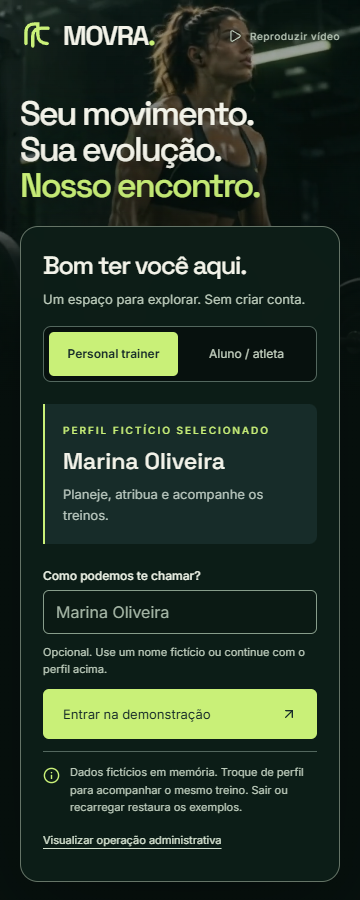 MOVRA.
Reproduzir vídeo
Seu movimento.
Sua evolução.
Nosso encontro.
Bom ter você aqui.
Um espaço para explorar. Sem criar conta.
Personal trainer
Aluno / atleta
PERFIL FICTÍCIO SELECIONADO
Marina Oliveira
Planeje, atribua e acompanhe os
treinos.
Como podemos te chamar?
Marina Oliveira
Opcional. Use um nome fictício ou continue com o
perfil acima.
Entrar na demonstração
Dados fictícios em memória. Troque de perfil
para acompanhar o mesmo treino. Sair ou
recarregar restaura os exemplos.
Visualizar operação administrativa